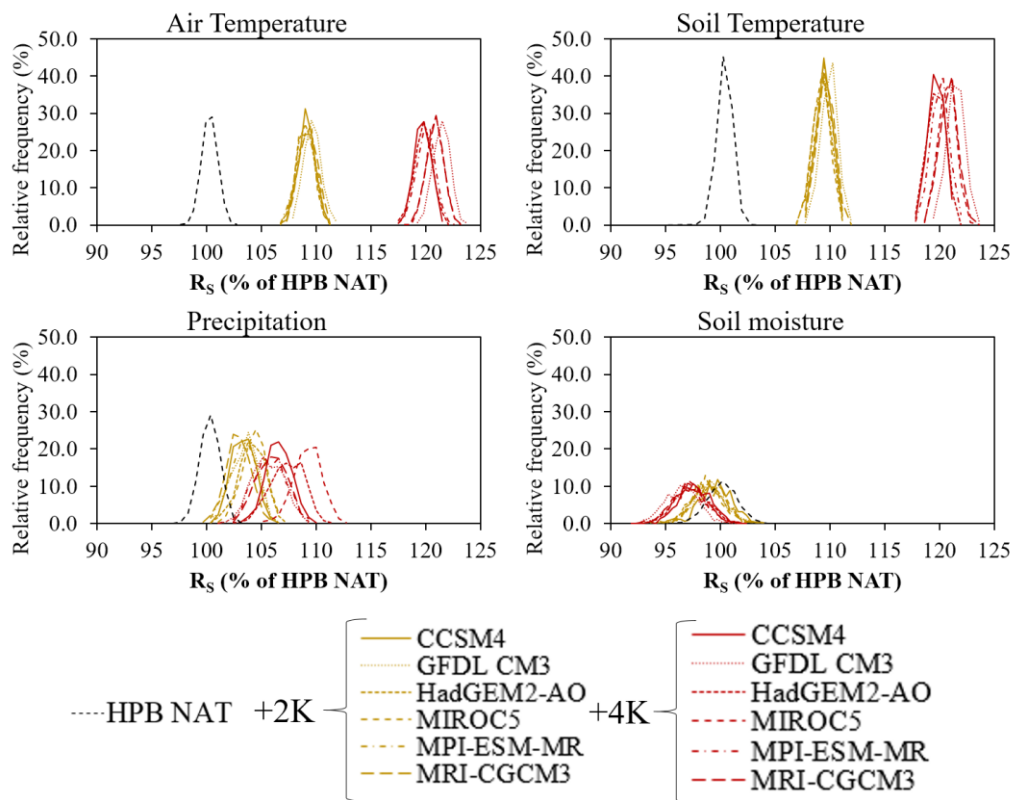 Air Temperature
Relative frequency (%)
50.0
40.0
30.0
20.0
10.0
0.0
90 95 100 105 110 115 120 125
R_S (% of HPB NAT)
Soil Temperature
Relative frequency (%)
50.0
40.0
30.0
20.0
10.0
0.0
90 95 100 105 110 115 120 125
R_S (% of HPB NAT)
Precipitation
Relative frequency (%)
50.0
40.0
30.0
20.0
10.0
0.0
90 95 100 105 110 115 120 125
R_S (% of HPB NAT)
Soil moisture
Relative frequency (%)
50.0
40.0
30.0
20.0
10.0
0.0
90 95 100 105 110 115 120 125
R_S (% of HPB NAT)
HPB NAT
+2K
CCSM4
GFDL CM3
HadGEM2-AO
MIROC5
MPI-ESM-MR
MRI-CGCM3
+4K
CCSM4
GFDL CM3
HadGEM2-AO
MIROC5
MPI-ESM-MR
MRI-CGCM3